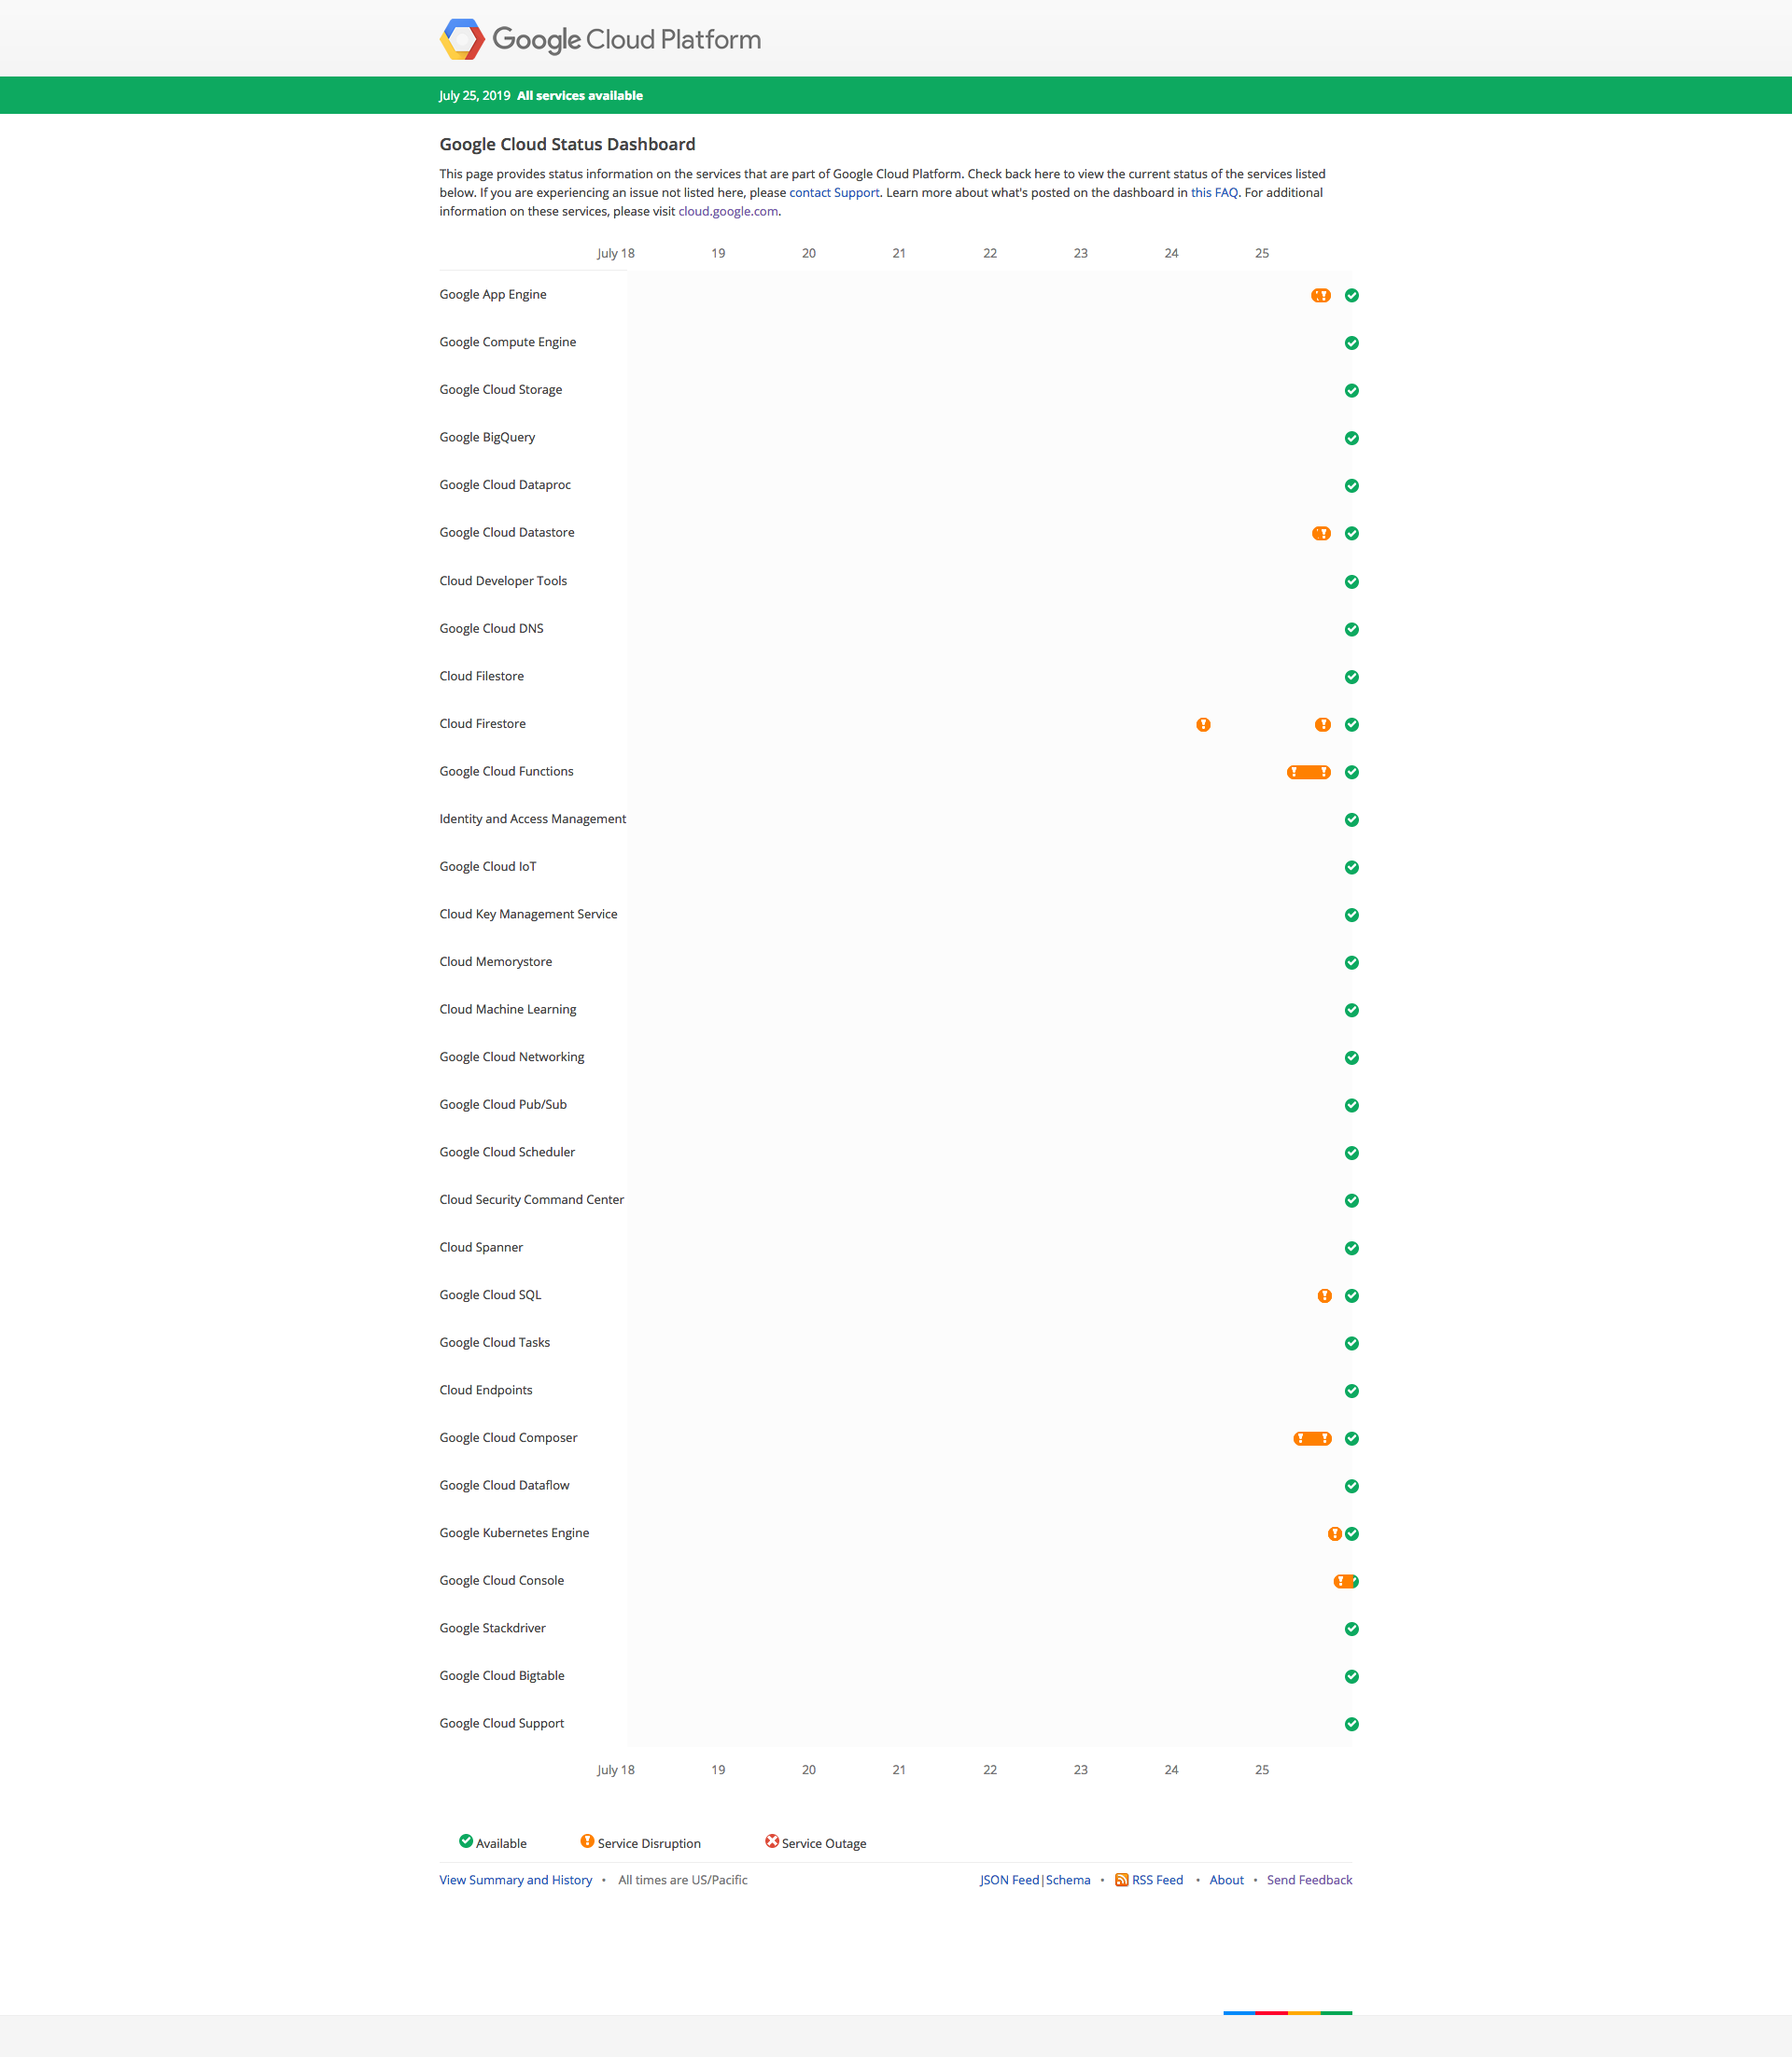 Google Cloud Platform
July 25, 2019 All services available
Google Cloud Status Dashboard
This page provides status information on the services that are part of Google Cloud Platform. Check back here to view the current status of the services listed
below. If you are experiencing an issue not listed here, please contact Support. Learn more about what's posted on the dashboard in this FAQ. For additional
information on these services, please visit cloud.google.com.
July 18 19 20 21 22 23 24 25
Google App Engine
Google Compute Engine
Google Cloud Storage
Google BigQuery
Google Cloud Dataproc
Google Cloud Datastore
Cloud Developer Tools
Google Cloud DNS
Cloud Filestore
Cloud Firestore
Google Cloud Functions
Identity and Access Management
Google Cloud IoT
Cloud Key Management Service
Cloud Memorystore
Cloud Machine Learning
Google Cloud Networking
Google Cloud Pub/Sub
Google Cloud Scheduler
Cloud Security Command Center
Cloud Spanner
Google Cloud SQL
Google Cloud Tasks
Cloud Endpoints
Google Cloud Composer
Google Cloud Dataflow
Google Kubernetes Engine
Google Cloud Console
Google Stackdriver
Google Cloud Bigtable
Google Cloud Support
July 18 19 20 21 22 23 24 25
Available Service Disruption Service Outage
View Summary and History • All times are US/Pacific JSON Feed|Schema • RSS Feed • About • Send Feedback